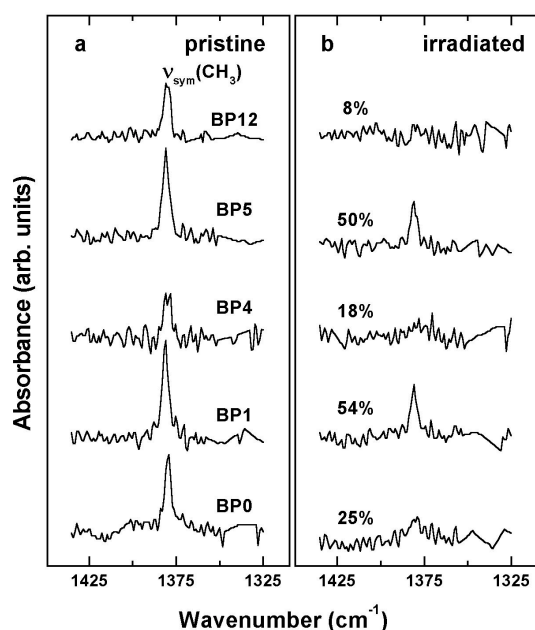 a pristine
νsym(CH3)
BP12
BP5
BP4
BP1
BP0
b irradiated
8%
50%
18%
54%
25%
Absorbance (arb. units)
1425 1375 1325 1425 1375 1325
Wavenumber (cm-1)